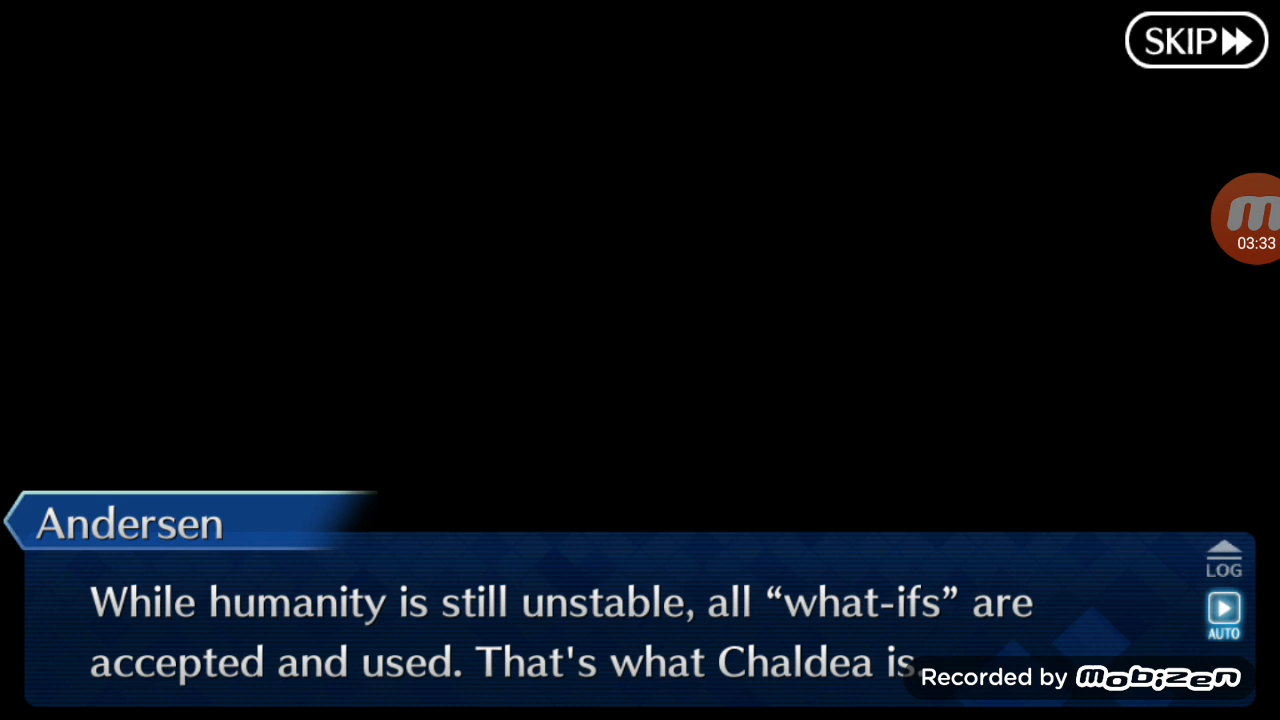 SKIP
03:33
Andersen
LOG
While humanity is still unstable, all “what-ifs” are
AUTO
accepted and used. That's what Chaldea is.
Recorded by mobizen